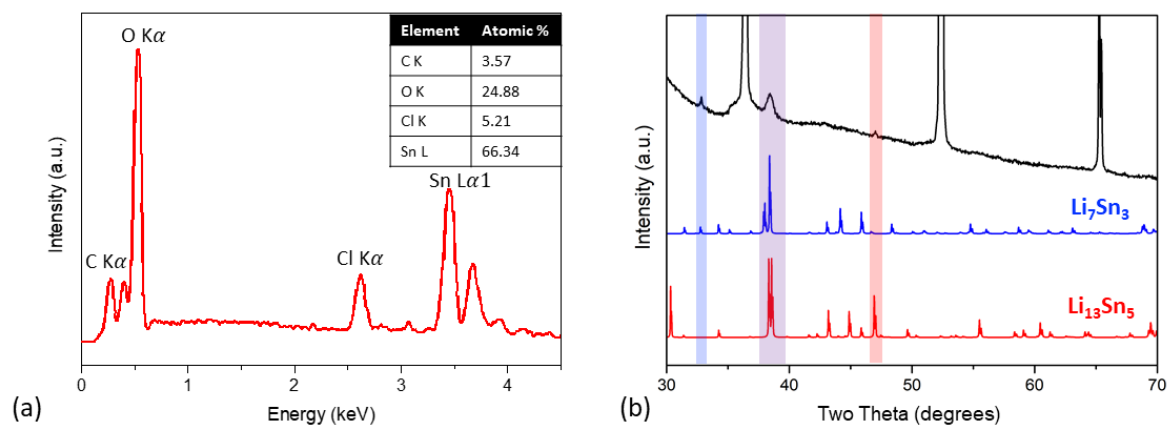 O Kα
Element Atomic %
C K 3.57
O K 24.88
Cl K 5.21
Sn L 66.34
Sn Lα1
Cl Kα
C Kα
Intensity (a.u.)
0 1 2 3 4
Energy (keV)
(a)
Intensity (a.u.)
Li₇Sn₃
Li₁₃Sn₅
30 40 50 60 70
Two Theta (degrees)
(b)